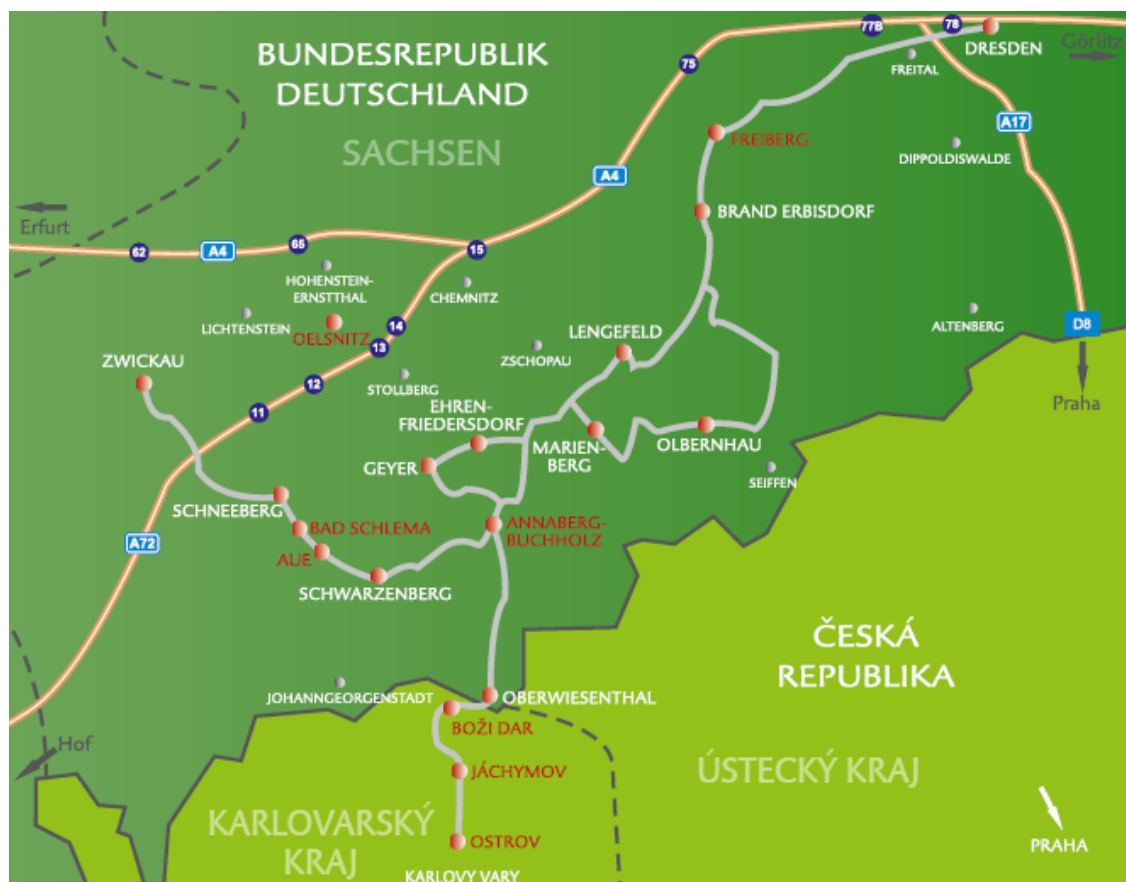 77B
78
DRESDEN
Görlitz
BUNDESREPUBLIK
DEUTSCHLAND
75
FREITAL
SACHSEN
A17
FREIBERG
DIPPOLDISWALDE
A4
Erfurt
BRAND ERBISDORF
62
A4
65
15
HOHENSTEIN-
ERNSTTHAL
CHEMNITZ
LICHTENSTEIN
OELSNITZ
14
13
LENGEFELD
ALTENBERG
D8
ZWICKAU
ZSCHOPAU
12
STOLLBERG
11
Praha
EHREN-
FRIEDERSDORF
MARIEN-
BERG
OLBERNHAU
GEYER
SEIFFEN
SCHNEEBERG
BAD SCHLEMA
ANNABERG-
BUCHHOLZ
A72
AUE
SCHWARZENBERG
ČESKÁ
REPUBLIKA
JOHANNGEORGENSTADT
OBERWIESENTHAL
BOŽI DAR
Hof
JÁCHYMOV
ÚSTECKÝ KRAJ
KARLOVARSKÝ
KRAJ
OSTROV
PRAHA
KARLOVY VARY